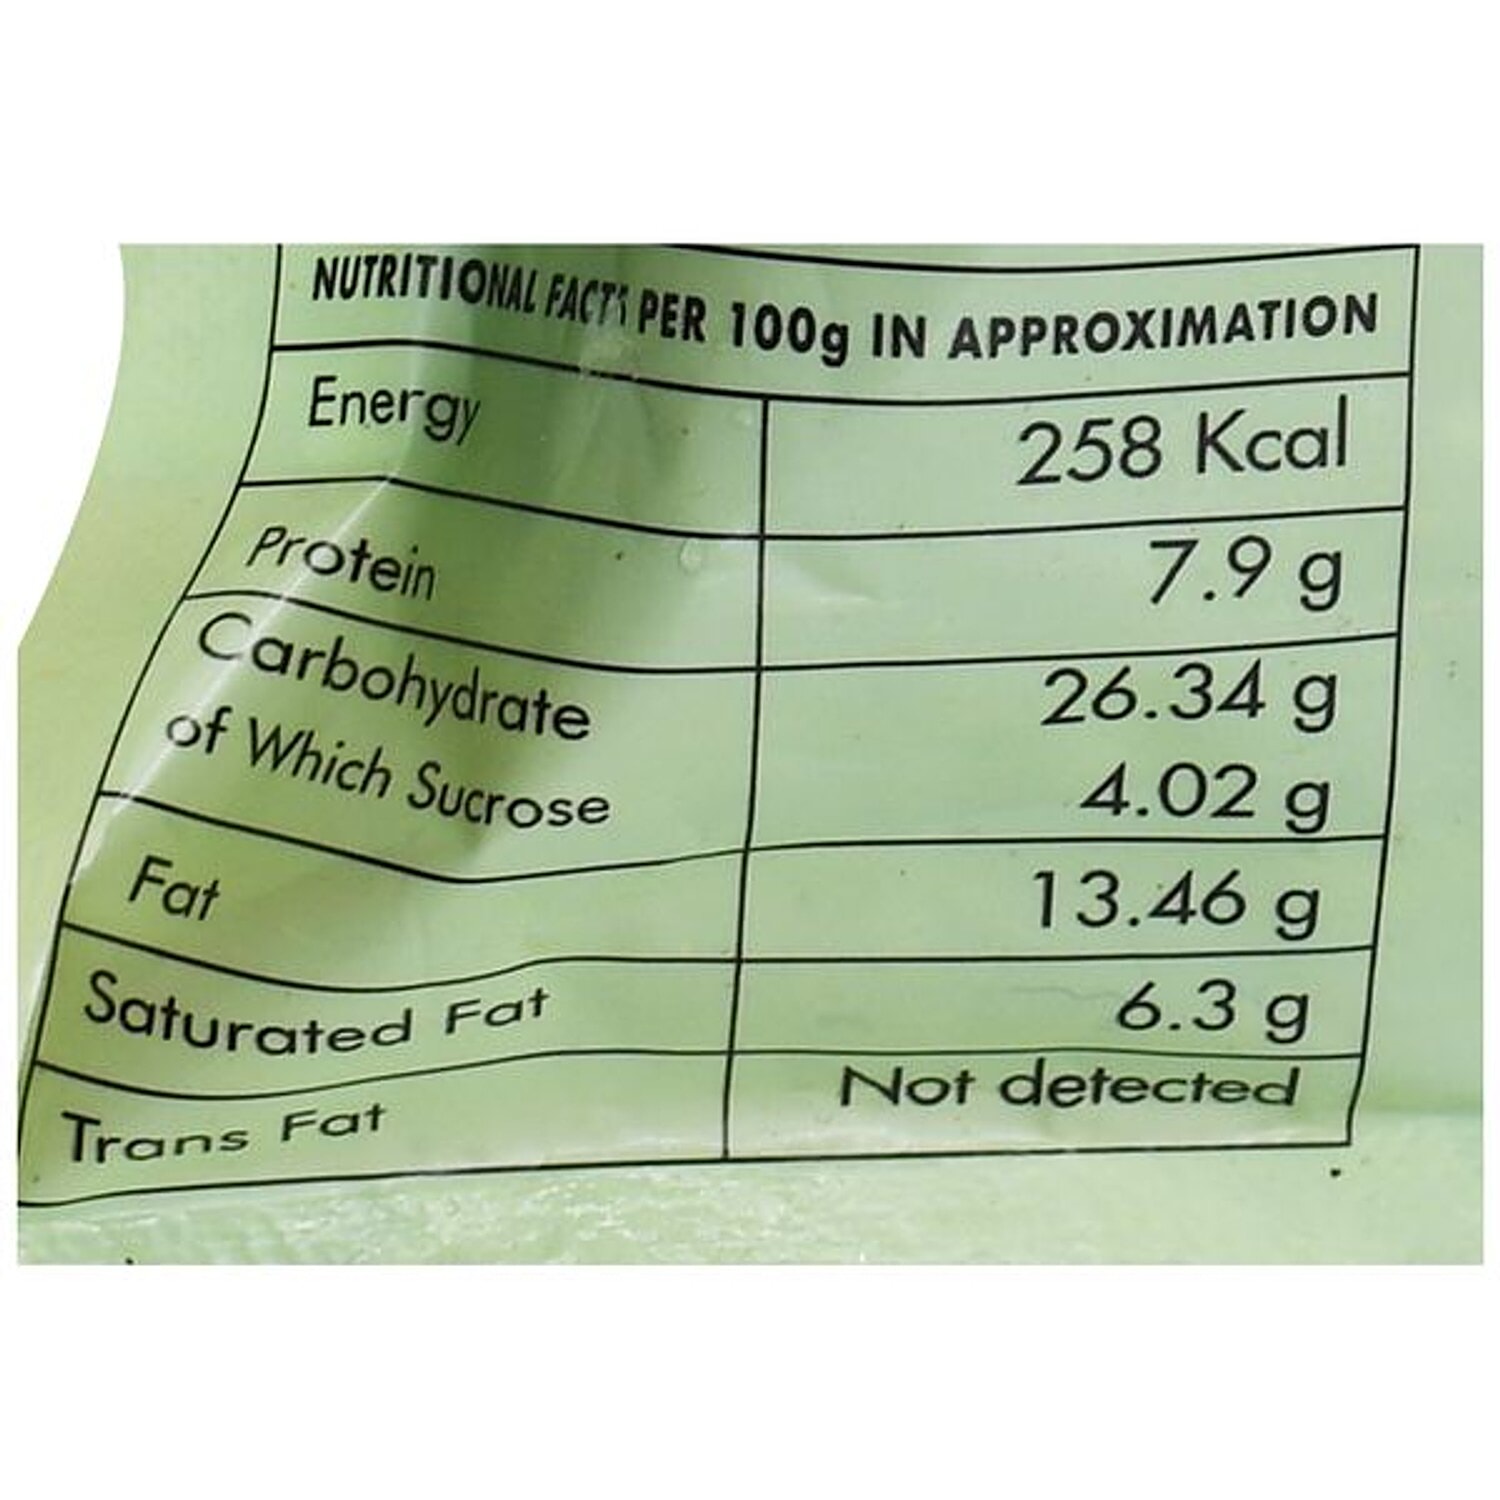 NUTRITIONAL FACTS PER 100g IN APPROXIMATION
Energy 258 Kcal
Protein 7.9 g
Carbohydrate 26.34 g
of Which Sucrose 4.02 g
Fat 13.46 g
Saturated Fat 6.3 g
Trans Fat Not detected